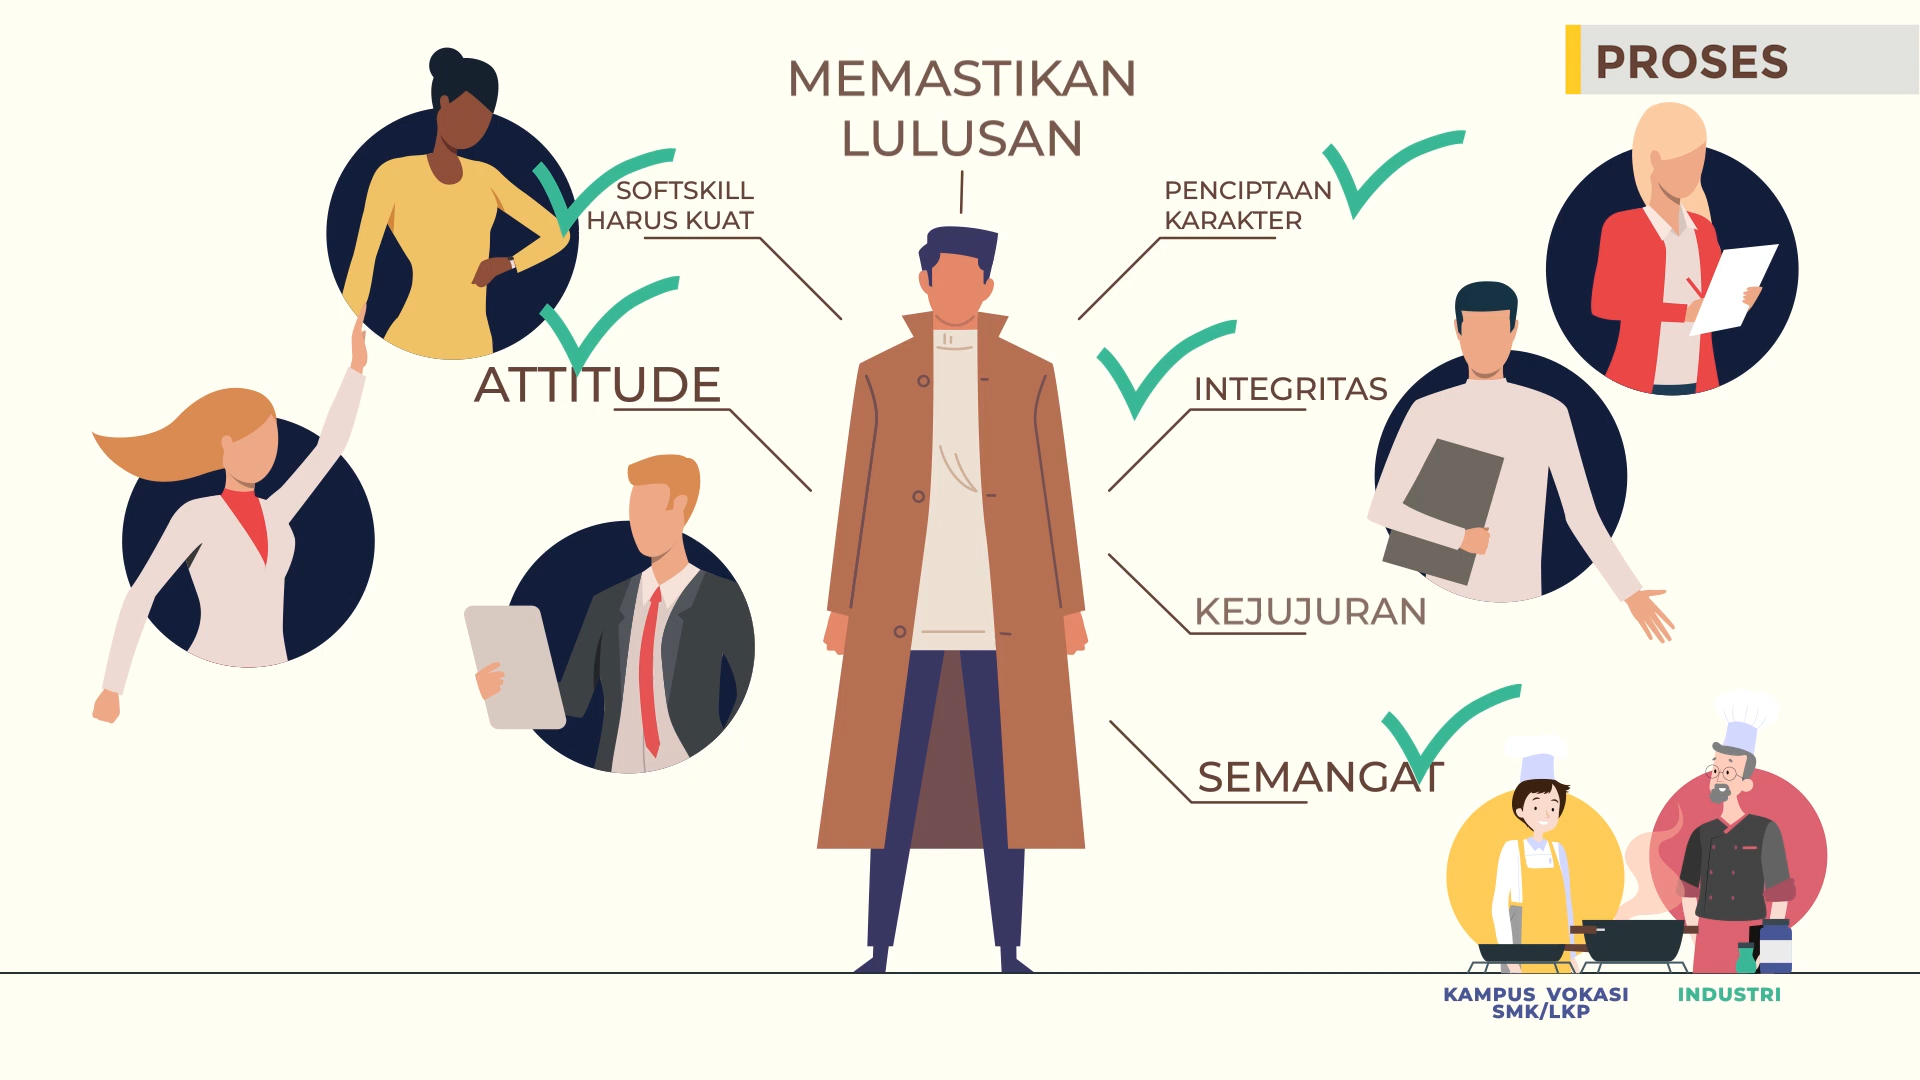 PROSES
MEMASTIKAN
LULUSAN
SOFTSKILL
HARUS KUAT
PENCIPTAAN
KARAKTER
ATTITUDE
INTEGRITAS
KEJUJURAN
SEMANGAT
KAMPUS VOKASI
SMK/LKP
INDUSTRI